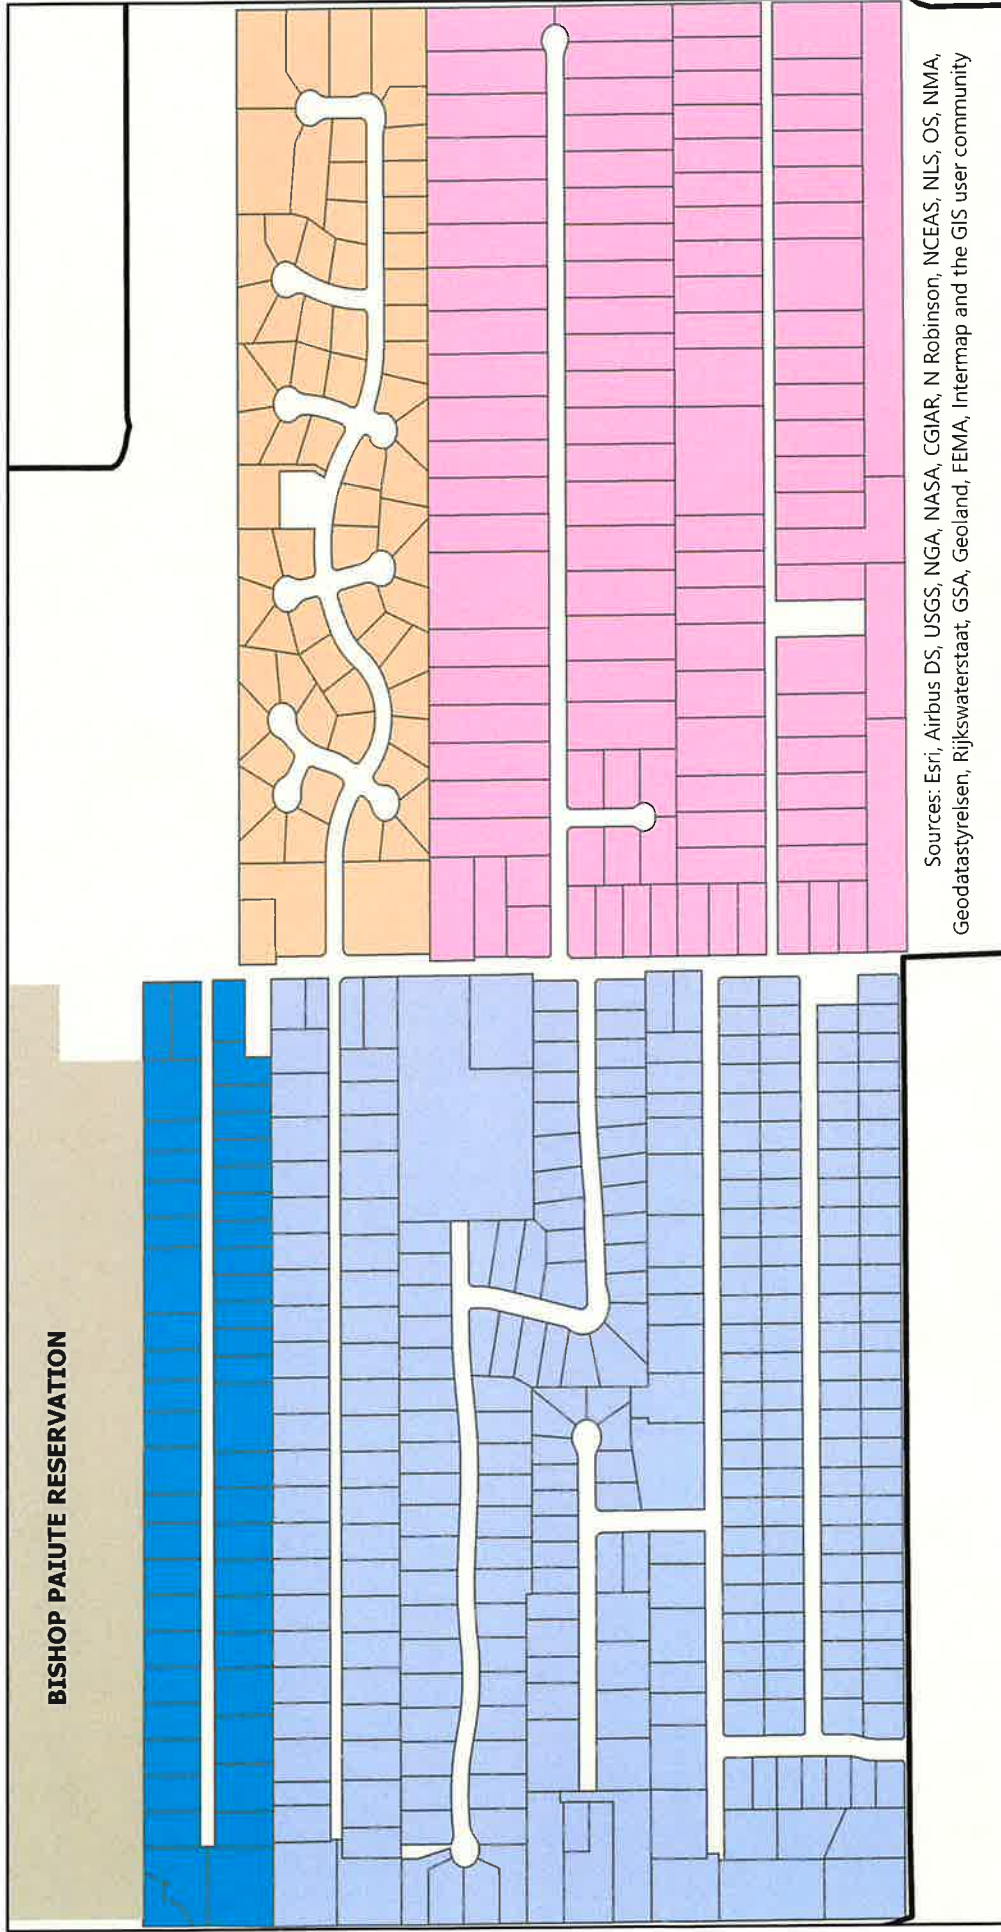 BISHOP PAIUTE RESERVATION
Sources: Esri, Airbus DS, USGS, NGA, NASA, CGIAR, N Robinson, NCEAS, NLS, OS, NMA,
Geodatastyrelsen, Rijkswaterstaat, GSA, Geoland, FEMA, Intermap and the GIS user community